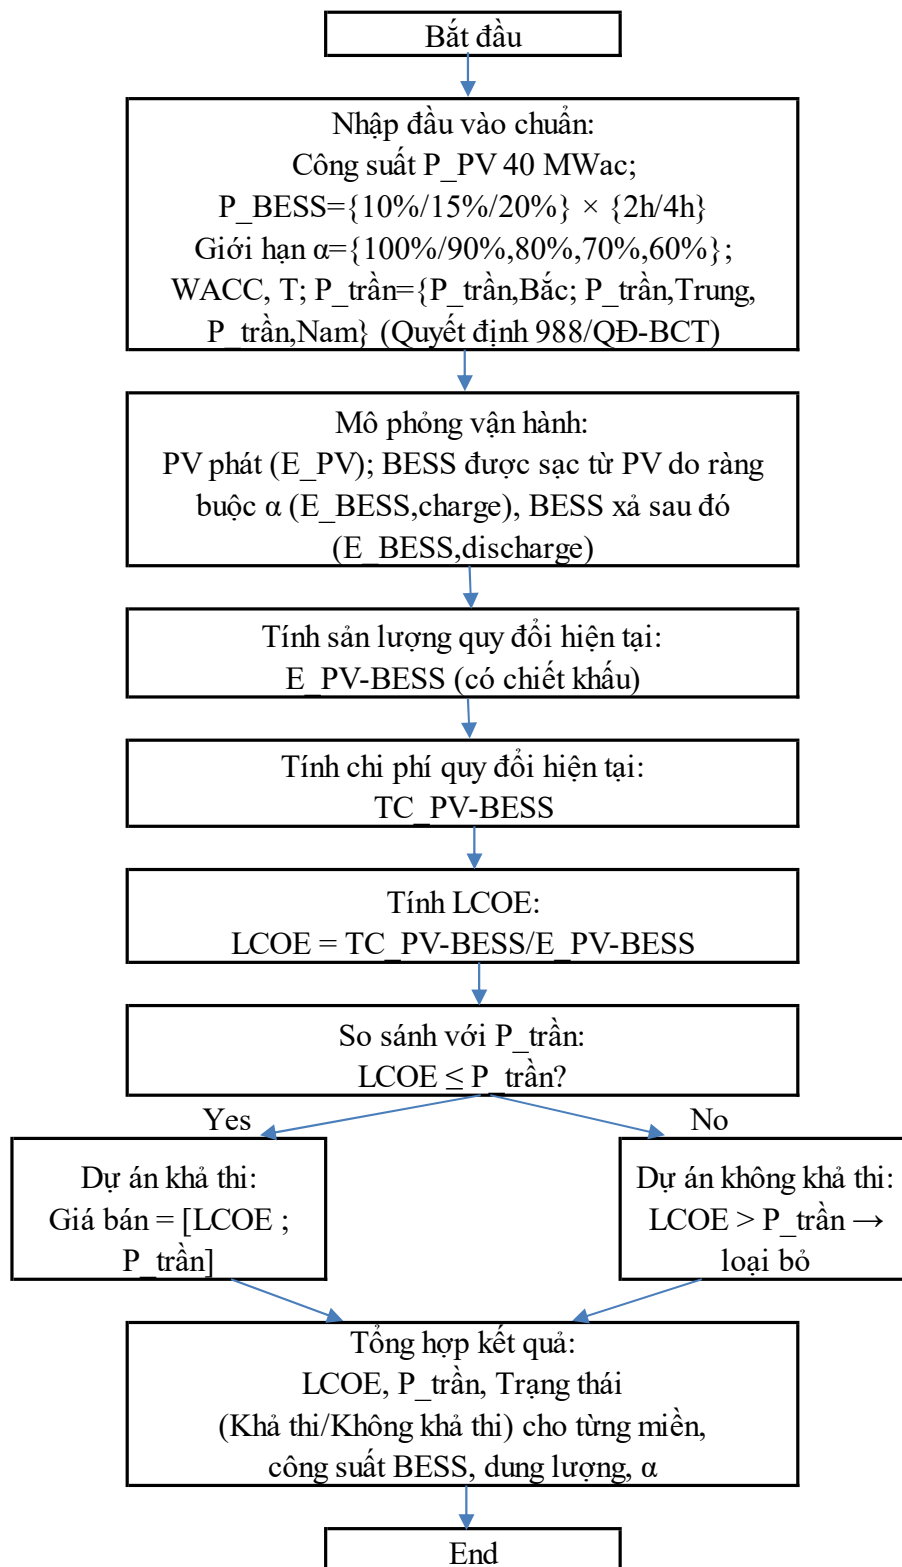 Bắt đầu
Nhập đầu vào chuẩn:
Công suất P_PV 40 MWac;
P_BESS={10%/15%/20%} × {2h/4h}
Giới hạn α={100%/90%,80%,70%,60%};
WACC, T; P_trần={P_trần,Bắc; P_trần,Trung,
P_trần,Nam} (Quyết định 988/QĐ-BCT)
Mô phỏng vận hành:
PV phát (E_PV); BESS được sạc từ PV do ràng
buộc α (E_BESS,charge), BESS xả sau đó
(E_BESS,discharge)
Tính sản lượng quy đổi hiện tại:
E_PV-BESS (có chiết khấu)
Tính chi phí quy đổi hiện tại:
TC_PV-BESS
Tính LCOE:
LCOE = TC_PV-BESS/E_PV-BESS
So sánh với P_trần:
LCOE ≤ P_trần?
Yes
No
Dự án khả thi:
Giá bán = [LCOE ;
P_trần]
Dự án không khả thi:
LCOE > P_trần →
loại bỏ
Tổng hợp kết quả:
LCOE, P_trần, Trạng thái
(Khả thi/Không khả thi) cho từng miền,
công suất BESS, dung lượng, α
End